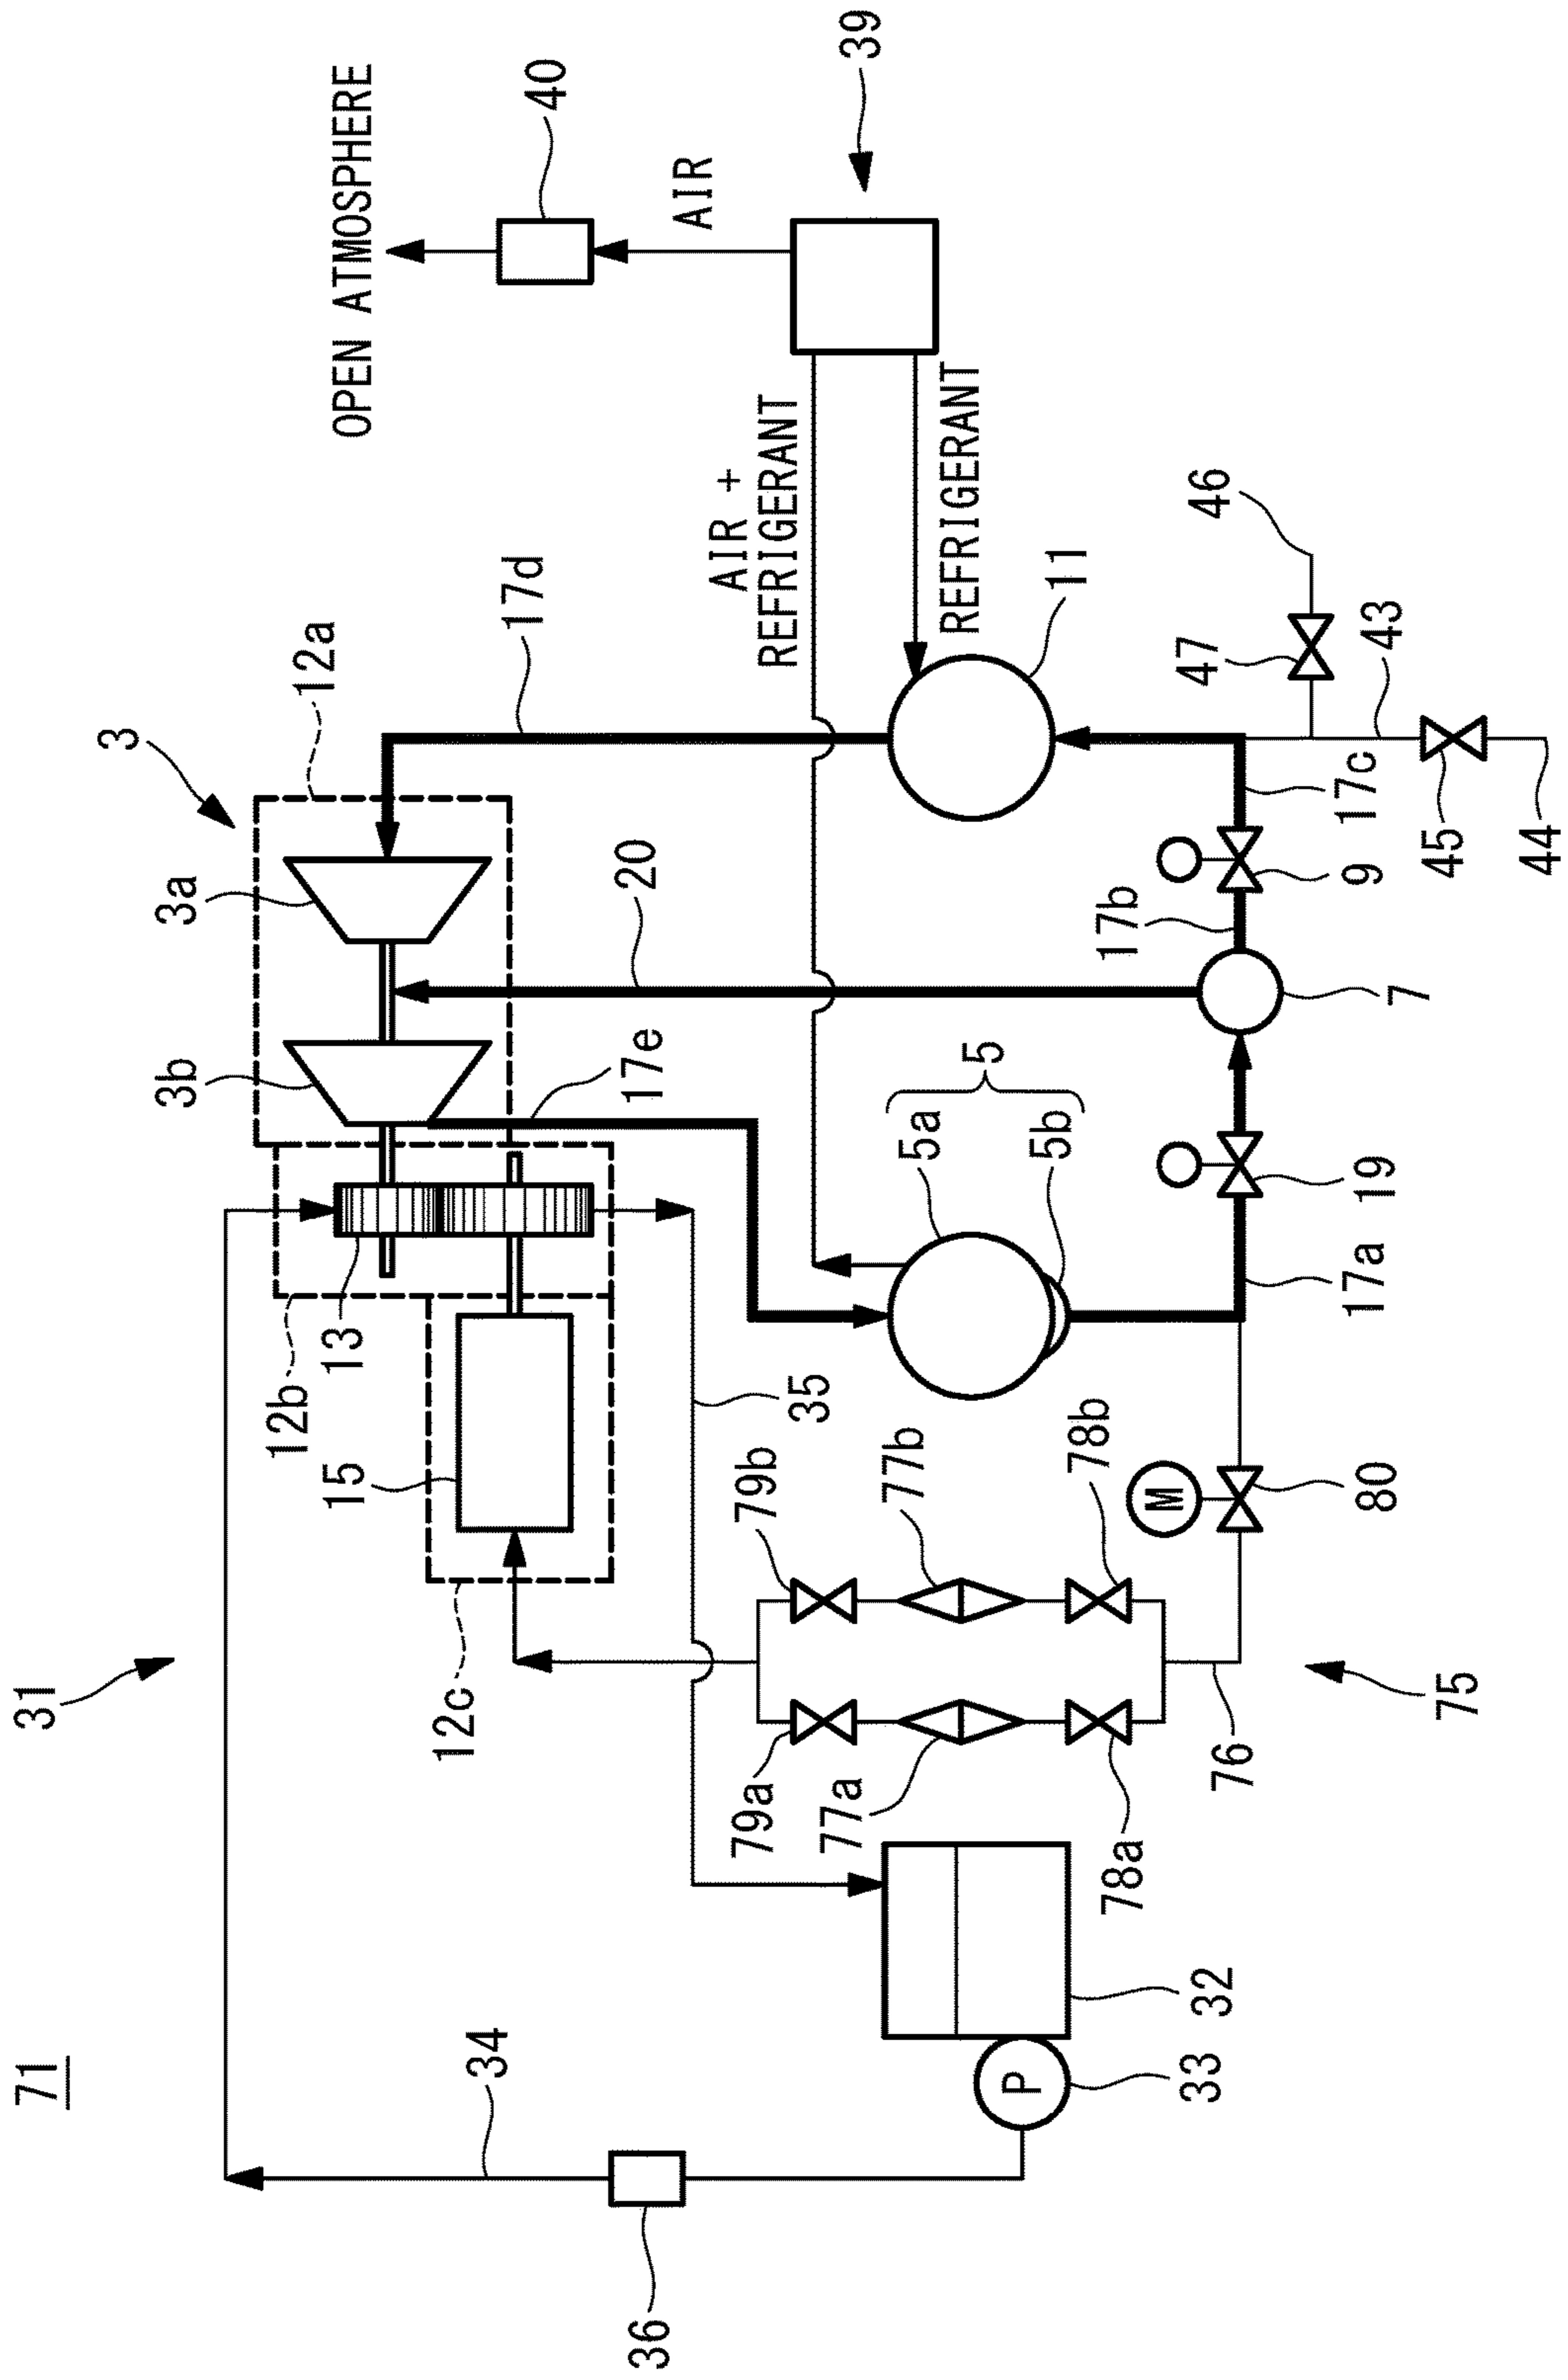 71
31
3
12a
3a
3b
17d
20
17e
OPEN ATMOSPHERE
40
AIR
39
AIR +
REFRIGERANT
REFRIGERANT
11
13
12b
15
12c
35
34
36
5
5a
5b
79b
79a
77b
77a
78b
78a
M
80
76
75
32
P
33
17a
19
7
17b
9
17c
47
46
43
45
44